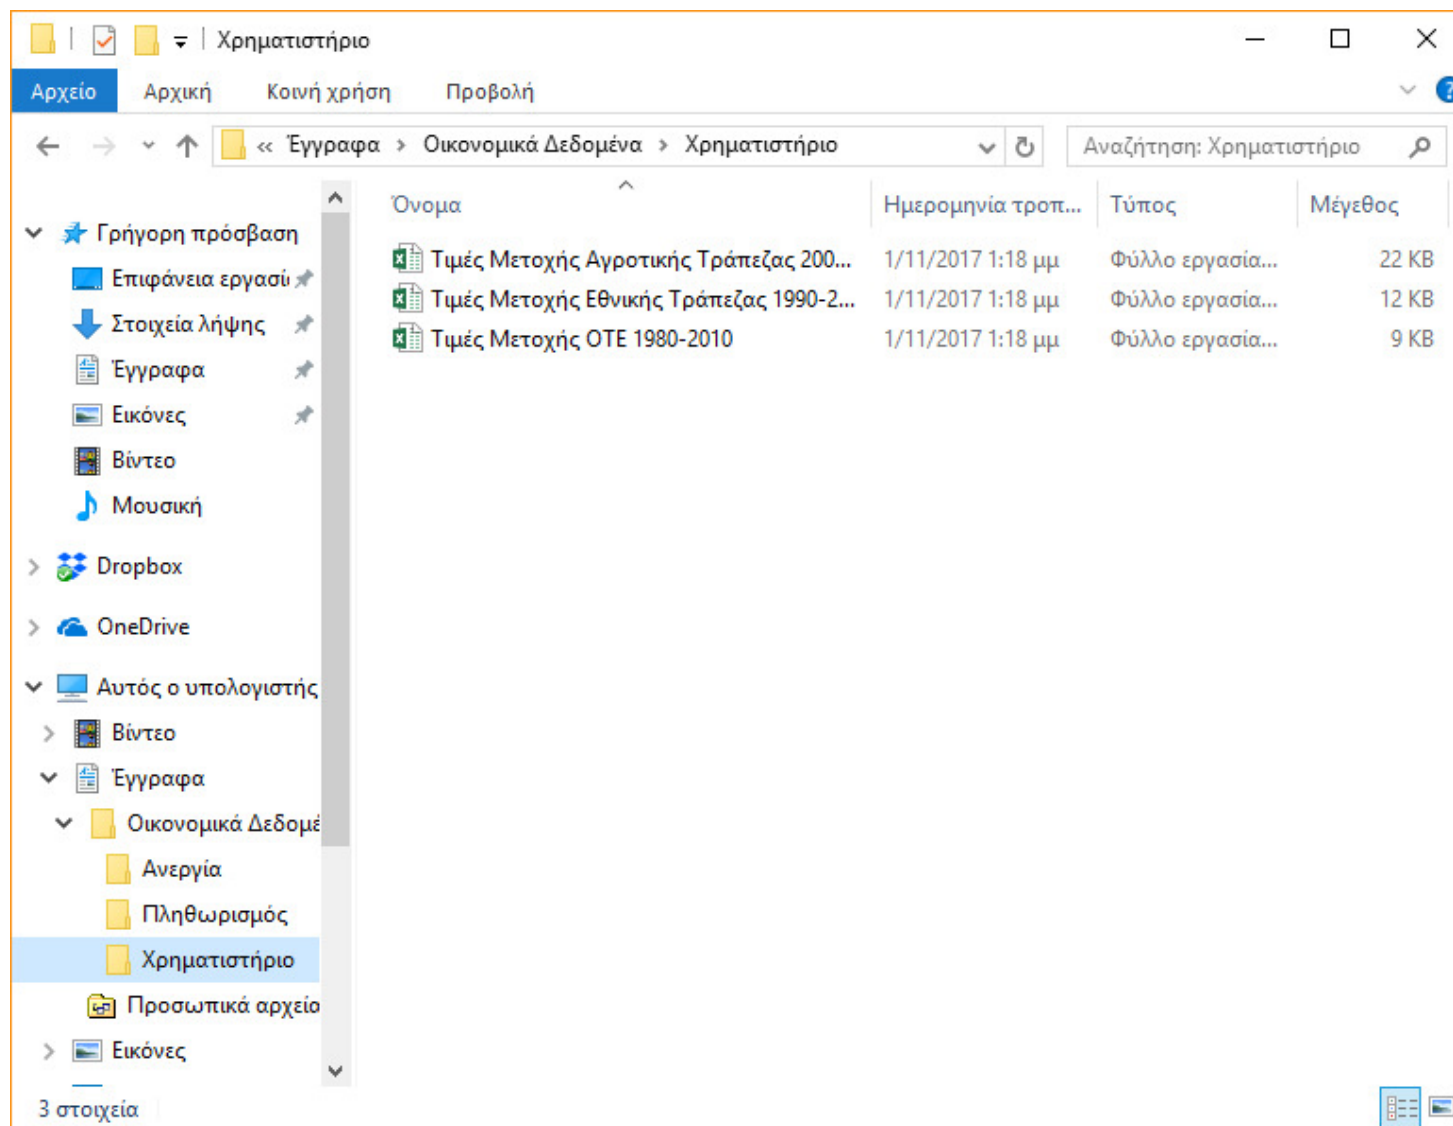 Χρηματιστήριο
Αρχείο Αρχική Κοινή χρήση Προβολή
« Έγγραφα > Οικονομικά Δεδομένα > Χρηματιστήριο Αναζήτηση: Χρηματιστήριο
Όνομα Ημερομηνία τροπ... Τύπος Μέγεθος
Τιμές Μετοχής Αγροτικής Τράπεζας 200... 1/11/2017 1:18 μμ Φύλλο εργασία... 22 KB
Τιμές Μετοχής Εθνικής Τράπεζας 1990-2... 1/11/2017 1:18 μμ Φύλλο εργασία... 12 KB
Τιμές Μετοχής ΟΤΕ 1980-2010 1/11/2017 1:18 μμ Φύλλο εργασία... 9 KB
Γρήγορη πρόσβαση
Επιφάνεια εργασί
Στοιχεία λήψης
Έγγραφα
Εικόνες
Βίντεο
Μουσική
Dropbox
OneDrive
Αυτός ο υπολογιστής
Βίντεο
Έγγραφα
Οικονομικά Δεδομέ
Ανεργία
Πληθωρισμός
Χρηματιστήριο
Προσωπικά αρχεία
Εικόνες
3 στοιχεία